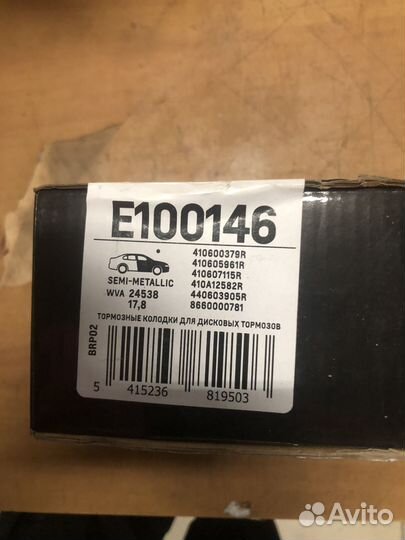 E100146
SEMI-METALLIC
WVA 24538
17,8
410600379R
410605961R
410607115R
410A12582R
440603905R
8660000781
ТОРМОЗНЫЕ КОЛОДКИ ДЛЯ ДИСКОВЫХ ТОРМОЗОВ
BRP02
5 415236 819503
Avito